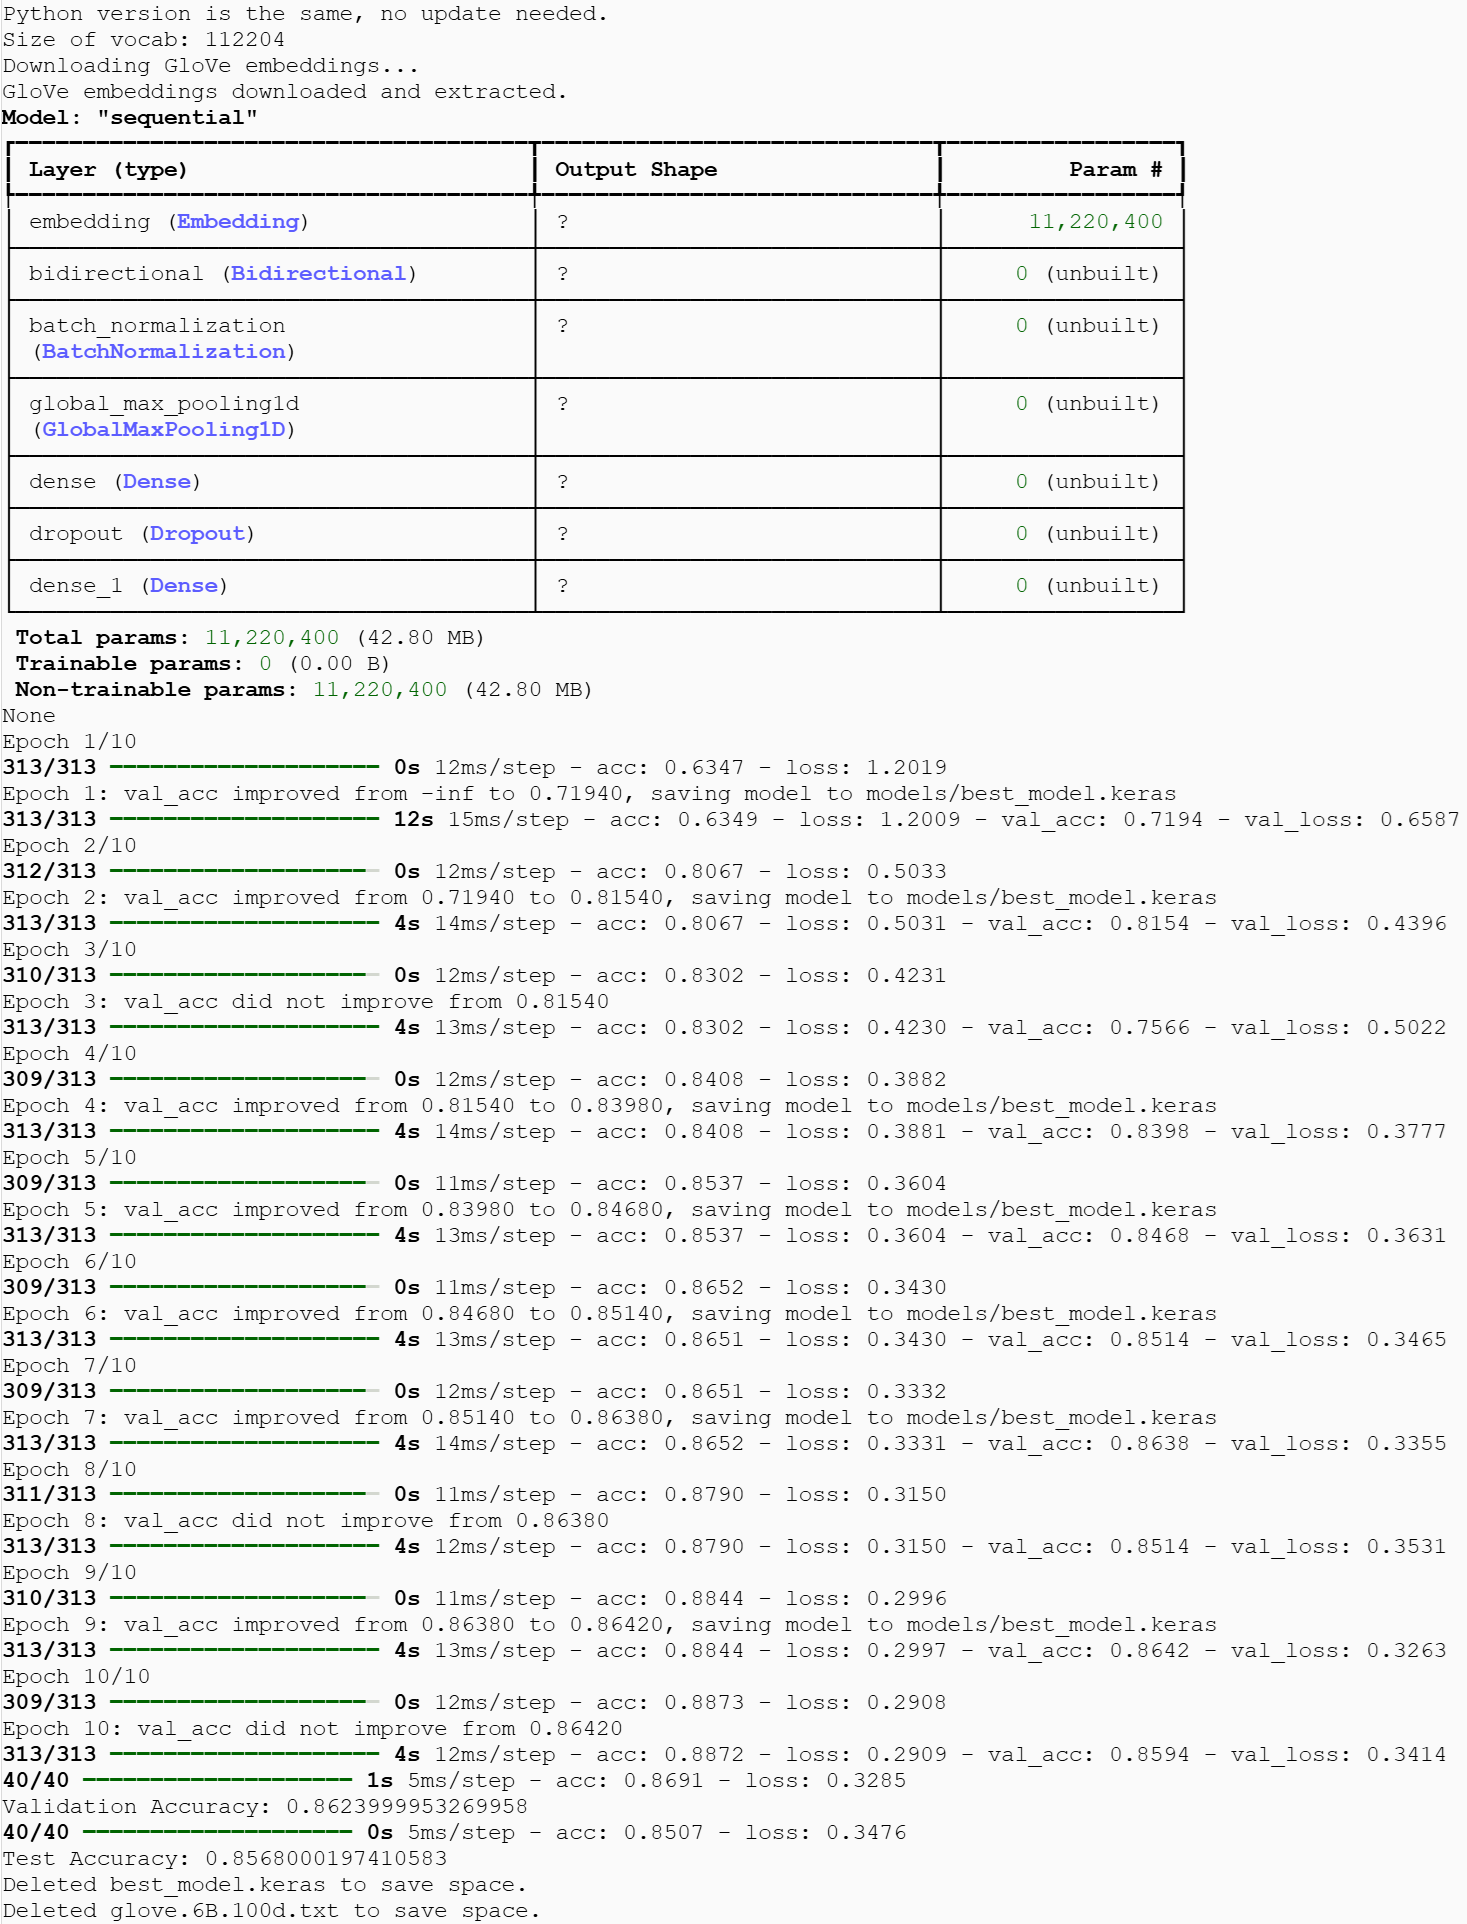 Python version is the same, no update needed.
Size of vocab: 112204
Downloading GloVe embeddings...
GloVe embeddings downloaded and extracted.
Model: "sequential"
Layer (type) Output Shape Param #
embedding (Embedding) ? 11,220,400
bidirectional (Bidirectional) ? 0 (unbuilt)
batch_normalization ? 0 (unbuilt)
(BatchNormalization)
global_max_pooling1d ? 0 (unbuilt)
(GlobalMaxPooling1D)
dense (Dense) ? 0 (unbuilt)
dropout (Dropout) ? 0 (unbuilt)
dense_1 (Dense) ? 0 (unbuilt)
Total params: 11,220,400 (42.80 MB)
Trainable params: 0 (0.00 B)
Non-trainable params: 11,220,400 (42.80 MB)
None
Epoch 1/10
313/313 ━━━━━━━━━━━━━━━━━━━━ 0s 12ms/step - acc: 0.6347 - loss: 1.2019
Epoch 1: val_acc improved from -inf to 0.71940, saving model to models/best_model.keras
313/313 ━━━━━━━━━━━━━━━━━━━━ 12s 15ms/step - acc: 0.6349 - loss: 1.2009 - val_acc: 0.7194 - val_loss: 0.6587
Epoch 2/10
312/313 ━━━━━━━━━━━━━━━━━━━━ 0s 12ms/step - acc: 0.8067 - loss: 0.5033
Epoch 2: val_acc improved from 0.71940 to 0.81540, saving model to models/best_model.keras
313/313 ━━━━━━━━━━━━━━━━━━━━ 4s 14ms/step - acc: 0.8067 - loss: 0.5031 - val_acc: 0.8154 - val_loss: 0.4396
Epoch 3/10
310/313 ━━━━━━━━━━━━━━━━━━━━ 0s 12ms/step - acc: 0.8302 - loss: 0.4231
Epoch 3: val_acc did not improve from 0.81540
313/313 ━━━━━━━━━━━━━━━━━━━━ 4s 13ms/step - acc: 0.8302 - loss: 0.4230 - val_acc: 0.7566 - val_loss: 0.5022
Epoch 4/10
309/313 ━━━━━━━━━━━━━━━━━━━━ 0s 12ms/step - acc: 0.8408 - loss: 0.3882
Epoch 4: val_acc improved from 0.81540 to 0.83980, saving model to models/best_model.keras
313/313 ━━━━━━━━━━━━━━━━━━━━ 4s 14ms/step - acc: 0.8408 - loss: 0.3881 - val_acc: 0.8398 - val_loss: 0.3777
Epoch 5/10
309/313 ━━━━━━━━━━━━━━━━━━━━ 0s 11ms/step - acc: 0.8537 - loss: 0.3604
Epoch 5: val_acc improved from 0.83980 to 0.84680, saving model to models/best_model.keras
313/313 ━━━━━━━━━━━━━━━━━━━━ 4s 13ms/step - acc: 0.8537 - loss: 0.3604 - val_acc: 0.8468 - val_loss: 0.3631
Epoch 6/10
309/313 ━━━━━━━━━━━━━━━━━━━━ 0s 11ms/step - acc: 0.8652 - loss: 0.3430
Epoch 6: val_acc improved from 0.84680 to 0.85140, saving model to models/best_model.keras
313/313 ━━━━━━━━━━━━━━━━━━━━ 4s 13ms/step - acc: 0.8651 - loss: 0.3430 - val_acc: 0.8514 - val_loss: 0.3465
Epoch 7/10
309/313 ━━━━━━━━━━━━━━━━━━━━ 0s 12ms/step - acc: 0.8651 - loss: 0.3332
Epoch 7: val_acc improved from 0.85140 to 0.86380, saving model to models/best_model.keras
313/313 ━━━━━━━━━━━━━━━━━━━━ 4s 14ms/step - acc: 0.8652 - loss: 0.3331 - val_acc: 0.8638 - val_loss: 0.3355
Epoch 8/10
311/313 ━━━━━━━━━━━━━━━━━━━━ 0s 11ms/step - acc: 0.8790 - loss: 0.3150
Epoch 8: val_acc did not improve from 0.86380
313/313 ━━━━━━━━━━━━━━━━━━━━ 4s 12ms/step - acc: 0.8790 - loss: 0.3150 - val_acc: 0.8514 - val_loss: 0.3531
Epoch 9/10
310/313 ━━━━━━━━━━━━━━━━━━━━ 0s 11ms/step - acc: 0.8844 - loss: 0.2996
Epoch 9: val_acc improved from 0.86380 to 0.86420, saving model to models/best_model.keras
313/313 ━━━━━━━━━━━━━━━━━━━━ 4s 13ms/step - acc: 0.8844 - loss: 0.2997 - val_acc: 0.8642 - val_loss: 0.3263
Epoch 10/10
309/313 ━━━━━━━━━━━━━━━━━━━━ 0s 12ms/step - acc: 0.8873 - loss: 0.2908
Epoch 10: val_acc did not improve from 0.86420
313/313 ━━━━━━━━━━━━━━━━━━━━ 4s 12ms/step - acc: 0.8872 - loss: 0.2909 - val_acc: 0.8594 - val_loss: 0.3414
40/40 ━━━━━━━━━━━━━━━━━━━━ 1s 5ms/step - acc: 0.8691 - loss: 0.3285
Validation Accuracy: 0.8623999953269958
40/40 ━━━━━━━━━━━━━━━━━━━━ 0s 5ms/step - acc: 0.8507 - loss: 0.3476
Test Accuracy: 0.8568000197410583
Deleted best_model.keras to save space.
Deleted glove.6B.100d.txt to save space.